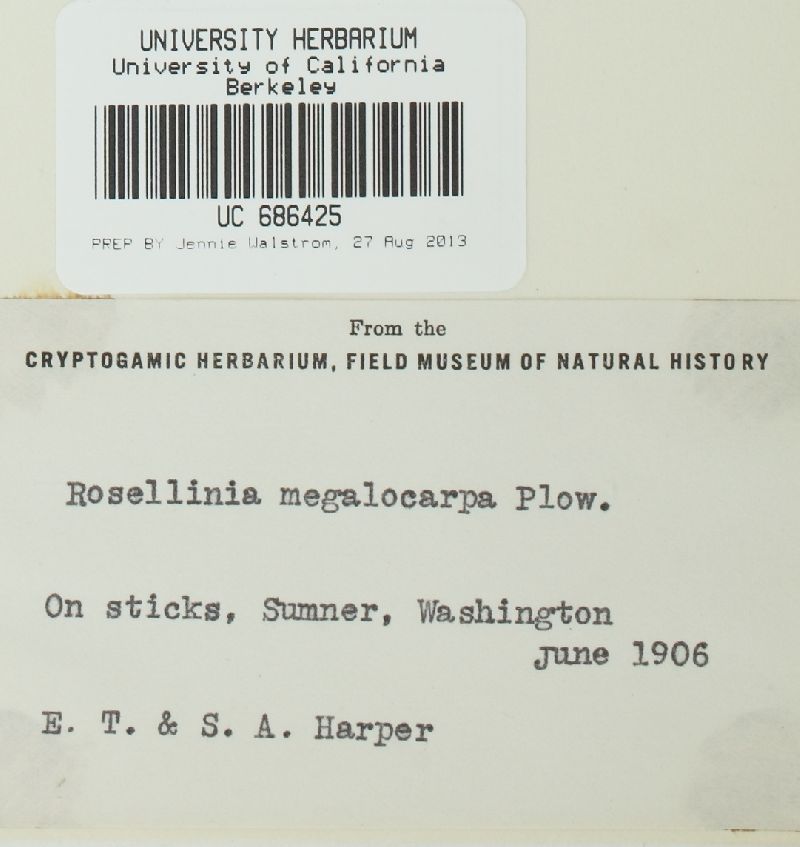 UNIVERSITY HERBARIUM
University of California
Berkeley
UC 686425
PREP BY Jennie Walstrom, 27 Aug 2013
From the
CRYPTOGAMIC HERBARIUM, FIELD MUSEUM OF NATURAL HISTORY
Rosellinia megalocarpa Plow.
On sticks, Sumner, Washington
June 1906
E. T. & S. A. Harper